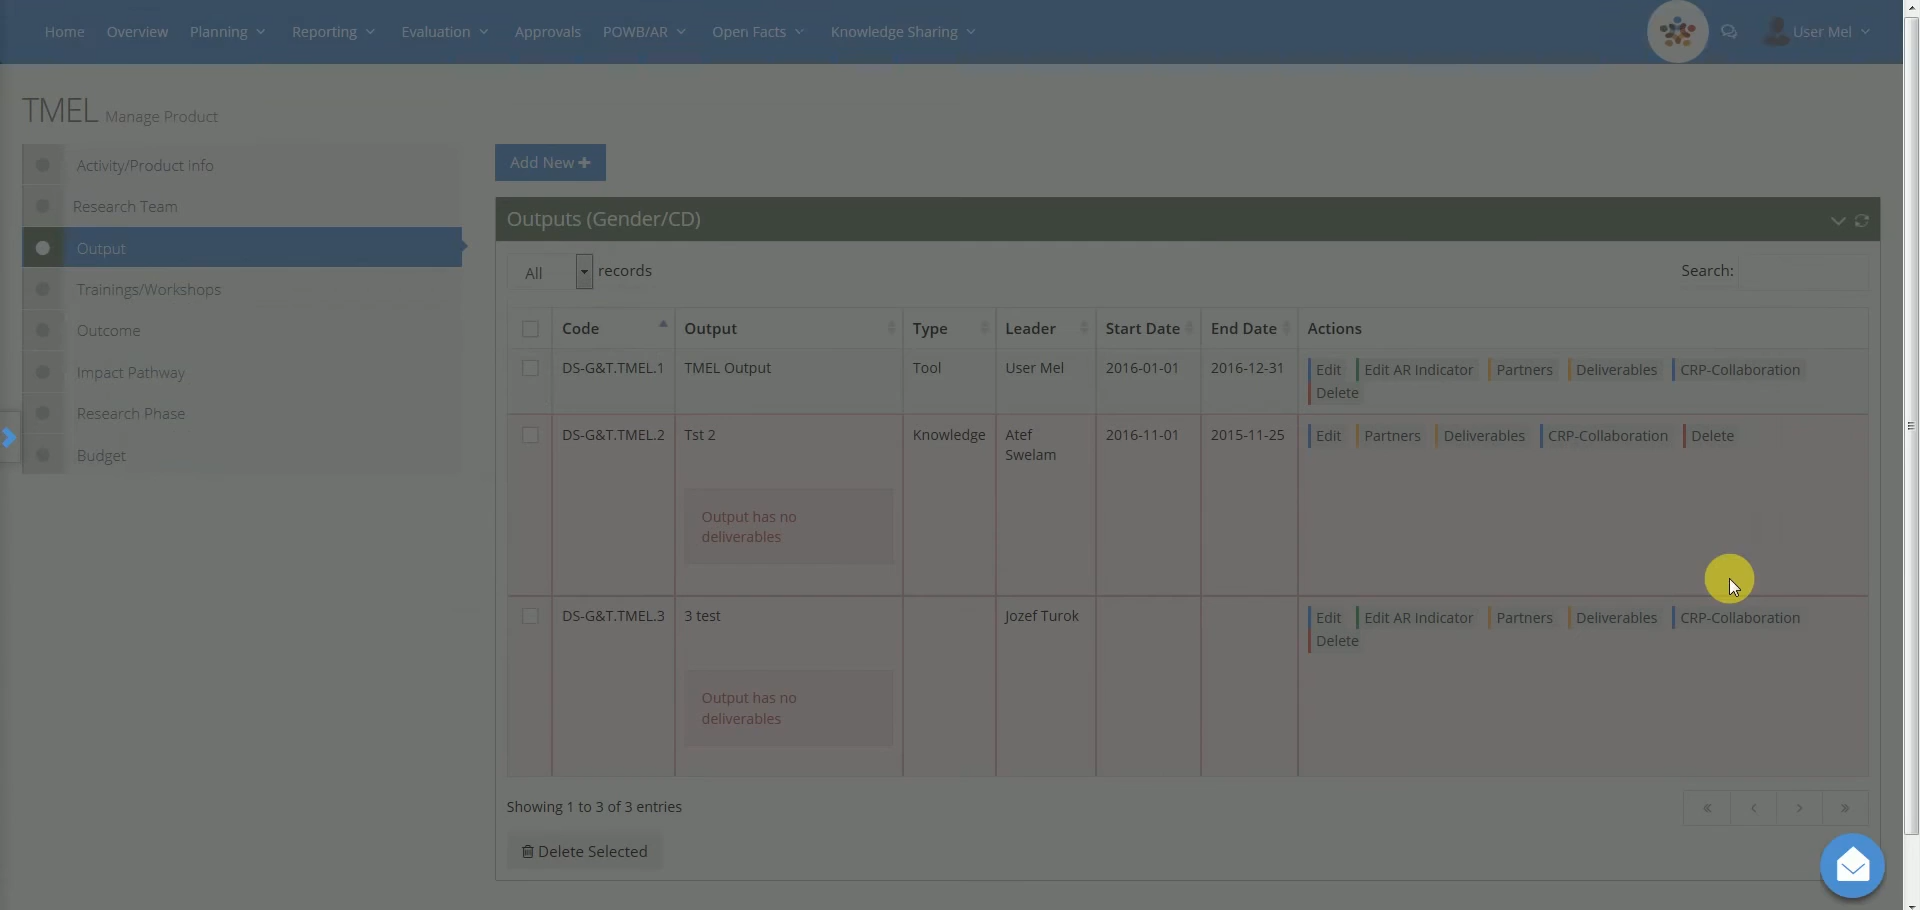 Home Overview Planning Reporting Evaluation Approvals POWB/AR Open Facts Knowledge Sharing User Mel
TMEL Manage Product
Activity/Product Info
Research Team
Output
Trainings/Workshops
Outcome
Impact Pathway
Research Phase
Budget
Add New
Outputs (Gender/CD)
All records Search:
Code Output Type Leader Start Date End Date Actions
DS-G&T.TMEL.1 TMEL Output Tool User Mel 2016-01-01 2016-12-31 Edit Edit AR Indicator Partners Deliverables CRP-Collaboration
Delete
DS-G&T.TMEL.2 Tst 2 Knowledge Atef 2016-11-01 2015-11-25 Edit Partners Deliverables CRP-Collaboration Delete
Swelam
Output has no
deliverables
DS-G&T.TMEL.3 3 test Jozef Turok Edit Edit AR Indicator Partners Deliverables CRP-Collaboration
Delete
Output has no
deliverables
Showing 1 to 3 of 3 entries
Delete Selected